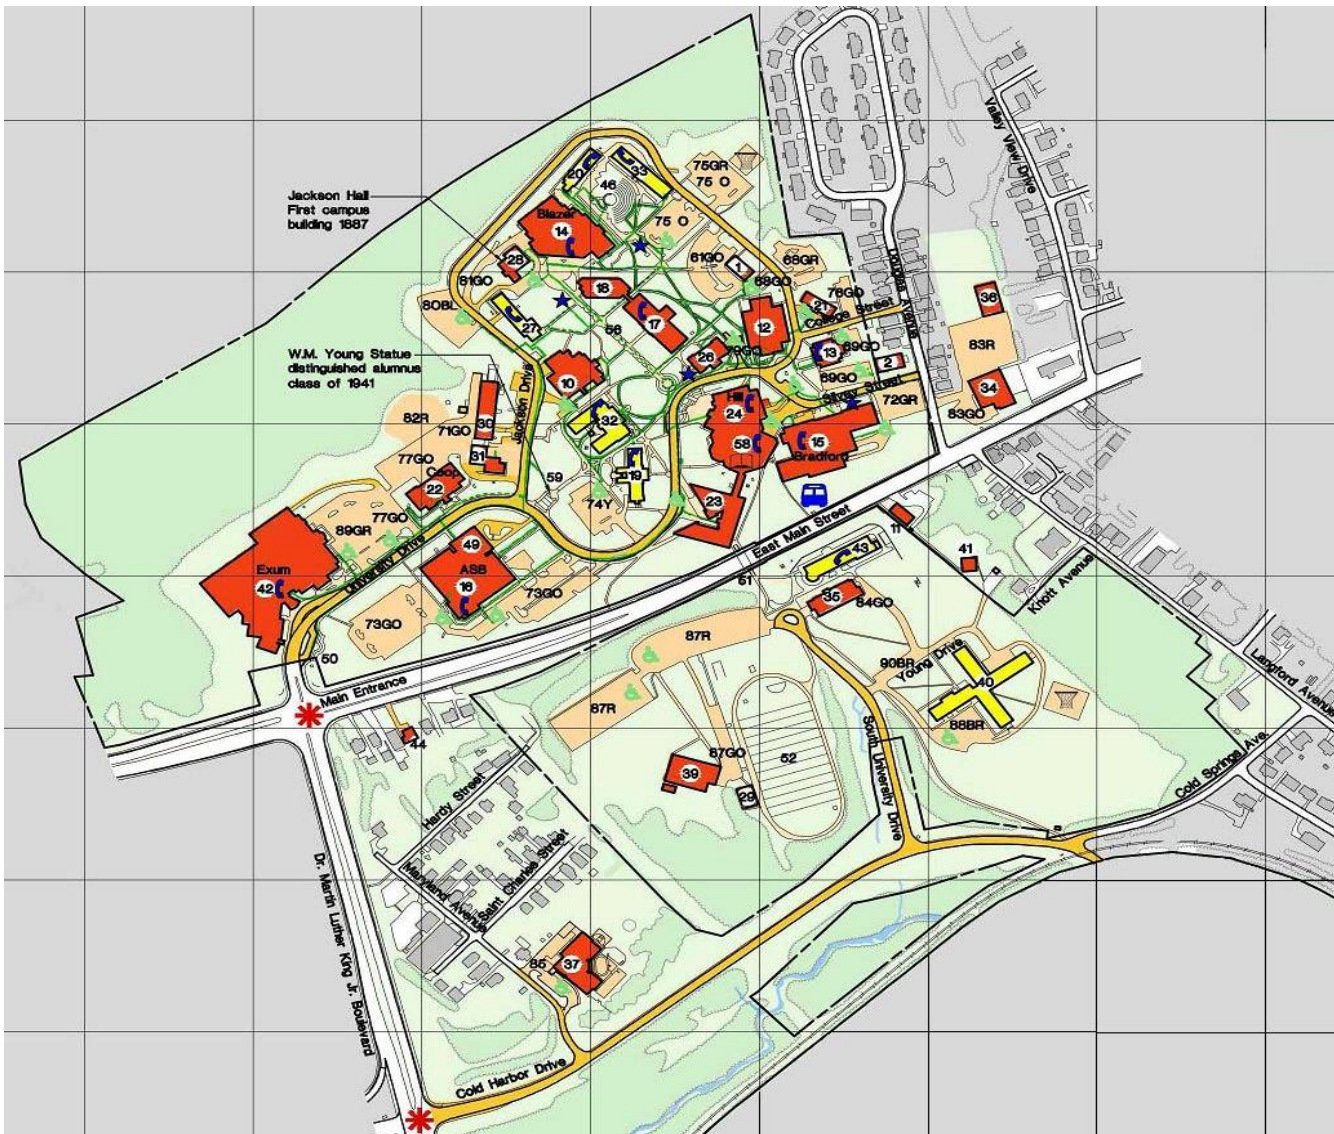 Valley View Drive
75GR
75 O
20
33
46
Jackson Hall
First campus
building 1887
Blazer
14
75 O
28
61GO
1
68GR
68GO
Douglas Avenue
81GO
80BL
18
76GO
21
36
College Street
27
56
17
12
83R
W.M. Young Statue
distinguished alumnus
class of 1941
26
79GO
13
69GO
2
10
Jackson Drive
69GO
Silvey Street
34
Hill
24
72GR
83GO
82R
30
71GO
32
58
15
Bradford
31
77GO
Coop
22
59
19
74Y
23
77GO
89GR
University Drive
East Main Street
11
43
41
49
ASB
16
Exum
42
51
35
84GO
Knott Avenue
73GO
73GO
50
87R
Young Drive
90BR
40
Langford Avenue
Main Entrance
87R
88BR
44
South University Drive
87GO
52
39
29
Cold Springs Ave.
Hardy Street
Maryland Avenue
Saint Charles Street
Dr. Martin Luther King Jr. Boulevard
85
37
Cold Harbor Drive